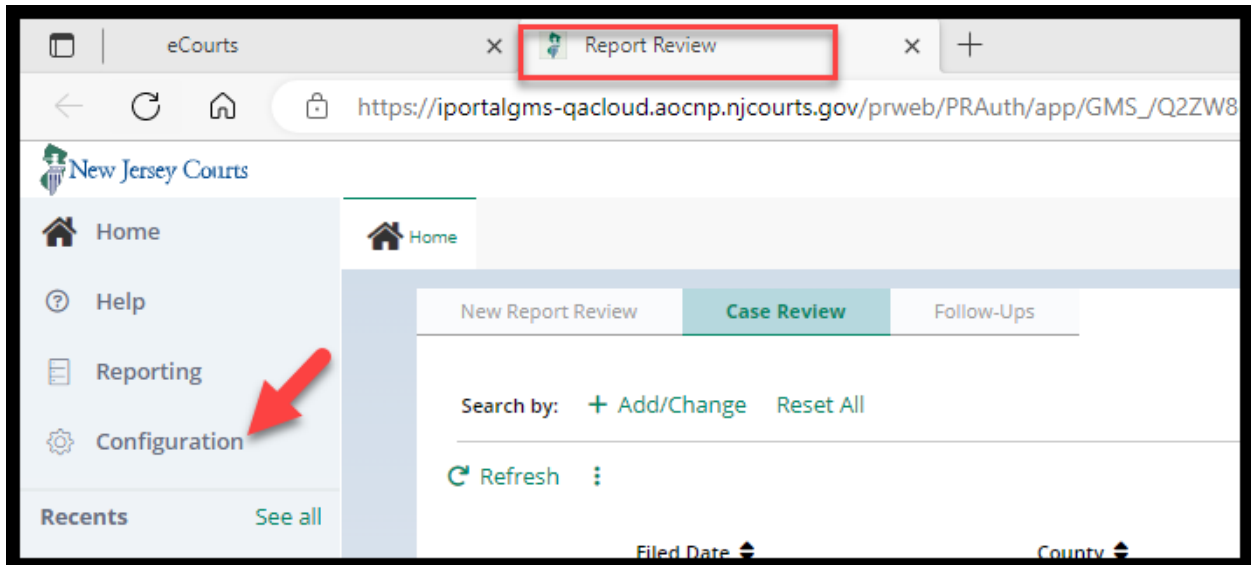 eCourts
Report Review
https://iportalgms-qacloud.aocnp.njcourts.gov/prweb/PRAuth/app/GMS_/Q2ZW8
New Jersey Courts
Home
Home
Help
New Report Review Case Review Follow-Ups
Reporting
Search by: + Add/Change Reset All
Configuration
Refresh
Recents See all
Filed Date County